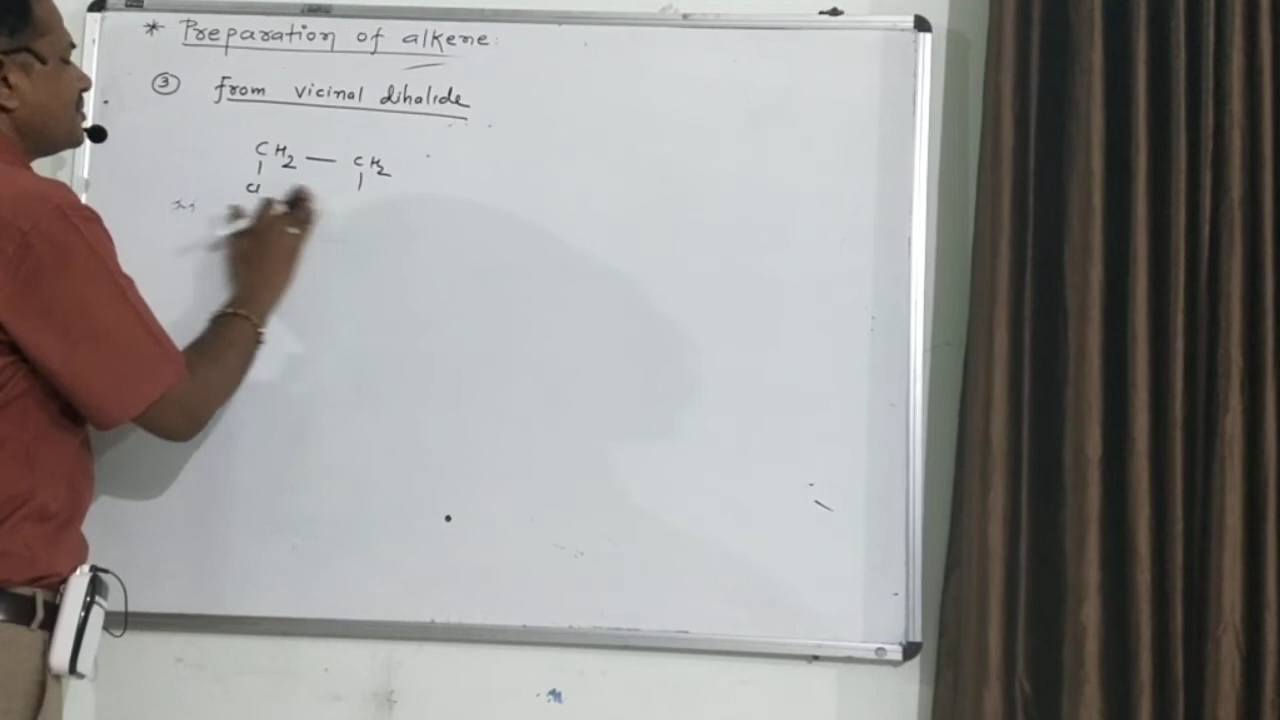 * Preparation of alkene:
③ from vicinal dihalide
CH2 — CH2
Cl